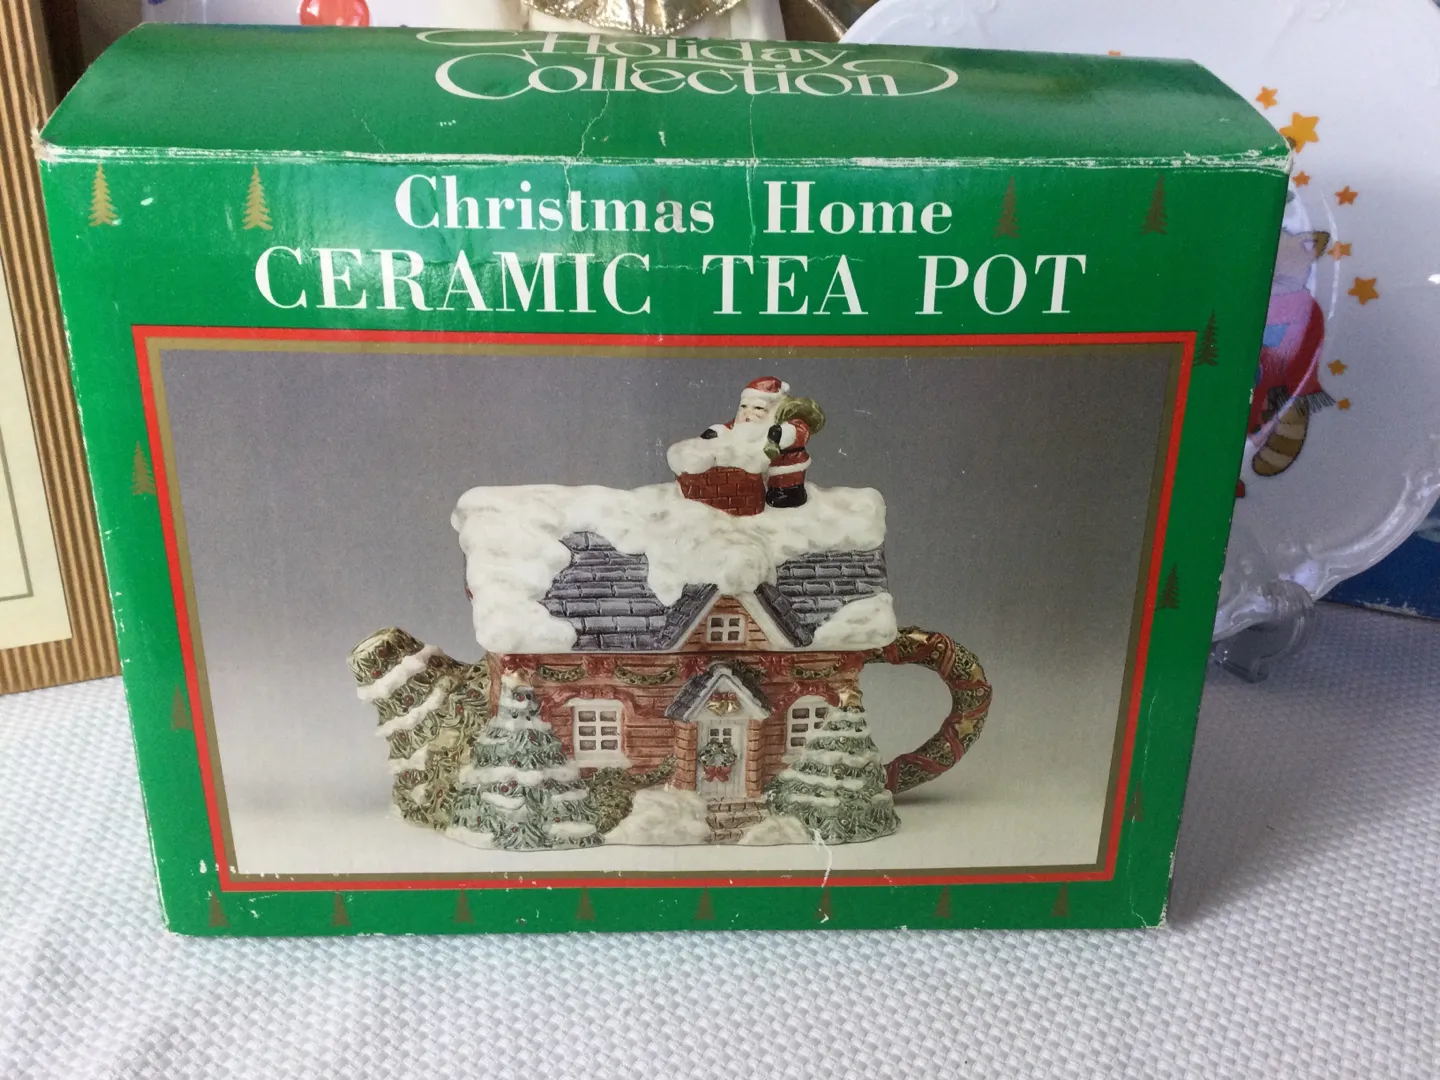 Holiday
Collection
Christmas Home
CERAMIC TEA POT